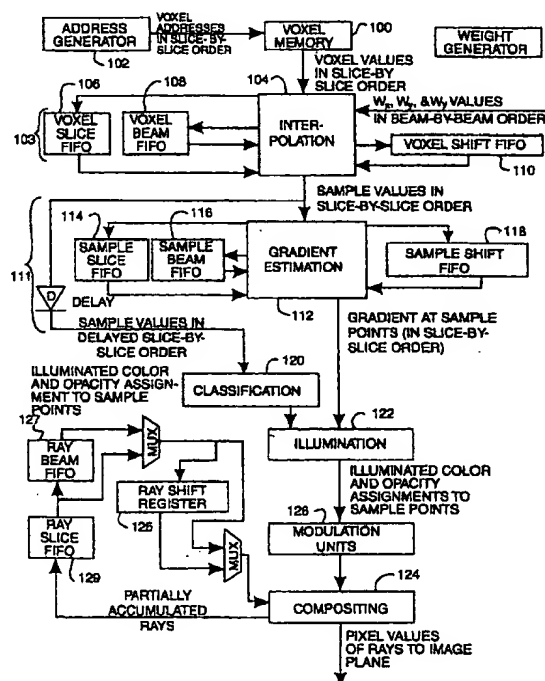 ADDRESS
GENERATOR
102
VOXEL
ADDRESSES
IN SLICE-BY-
SLICE ORDER
VOXEL
MEMORY
100
WEIGHT
GENERATOR
VOXEL VALUES
IN SLICE-BY
SLICE ORDER
106
108
104
103
VOXEL
SLICE
FIFO
VOXEL
BEAM
FIFO
INTER-
POLATION
VOXEL SHIFT FIFO
110
VALUES
IN BEAM-BY-BEAM ORDER
SAMPLE VALUES IN
SLICE-BY-SLICE ORDER
114
116
118
111
SAMPLE
SLICE
FIFO
SAMPLE
BEAM
FIFO
GRADIENT
ESTIMATION
SAMPLE SHIFT
FIFO
D
DELAY
112
SAMPLE VALUES IN
DELAYED SLICE-BY-
SLICE ORDER
GRADIENT AT SAMPLE
POINTS (IN SLICE-BY-
SLICE ORDER)
120
CLASSIFICATION
ILLUMINATED COLOR
AND OPACITY ASSIGN-
MENT TO SAMPLE
POINTS
122
ILLUMINATION
127
RAY
BEAM
FIFO
MUX
RAY SHIFT
REGISTER
125
ILLUMINATED COLOR
AND OPACITY
ASSIGNMENTS TO
SAMPLE POINTS
126
MODULATION
UNITS
RAY
SLICE
FIFO
129
MUX
124
COMPOSITING
PARTIALLY
ACCUMULATED
RAYS
PIXEL VALUES
OF RAYS TO IMAGE
PLANE